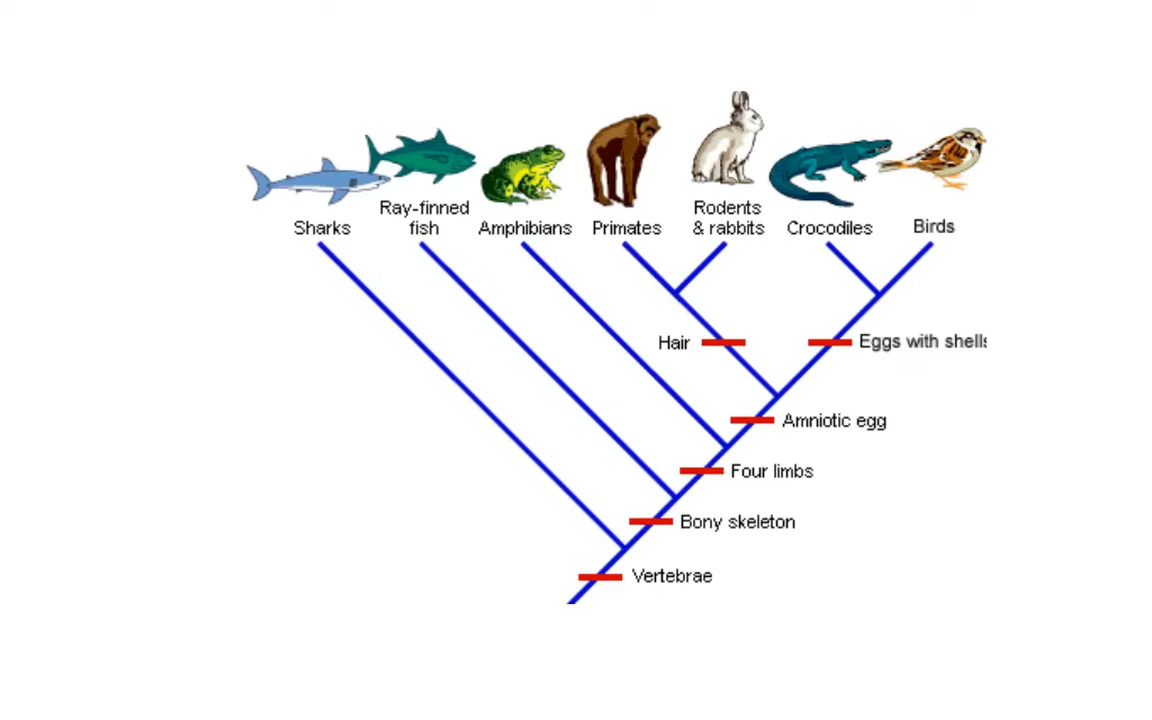 Sharks
Ray-finned
fish
Amphibians
Primates
Rodents
& rabbits
Crocodiles
Birds
Hair
Eggs with shells
Amniotic egg
Four limbs
Bony skeleton
Vertebrae